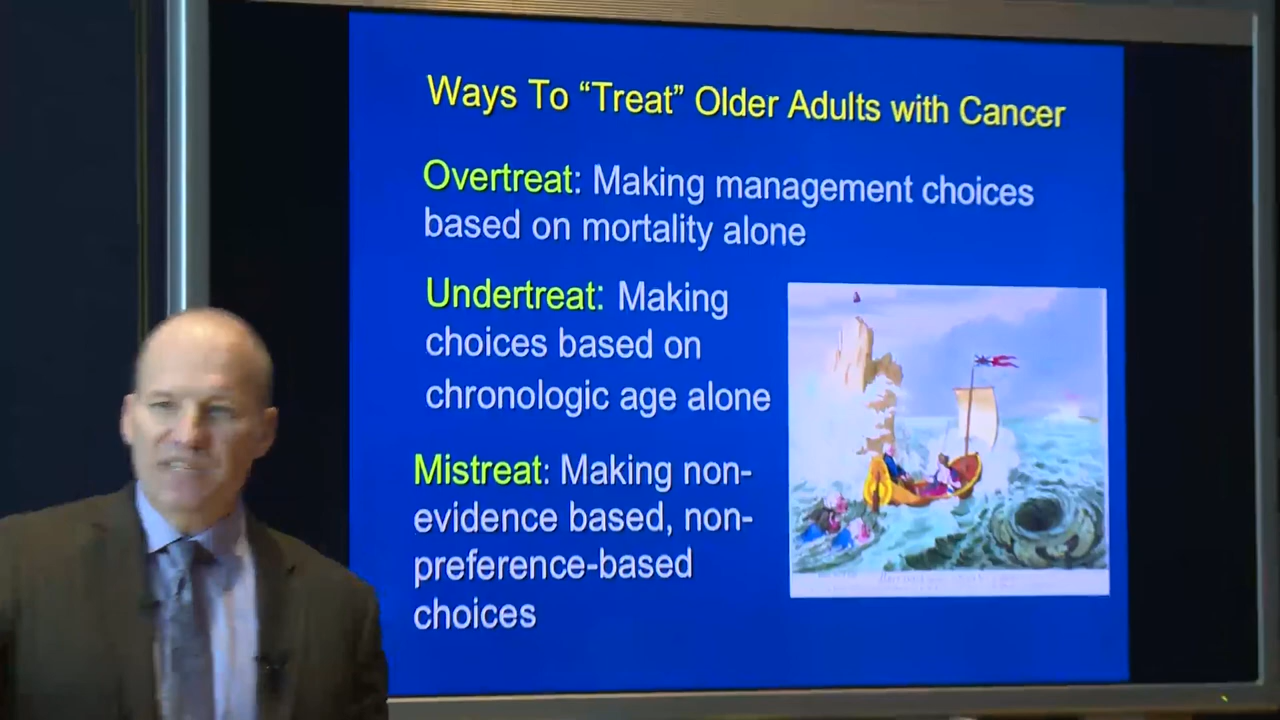 Ways To “Treat” Older Adults with Cancer
Overtreat: Making management choices
based on mortality alone
Undertreat: Making
choices based on
chronologic age alone
Mistreat: Making non-
evidence based, non-
preference-based
choices